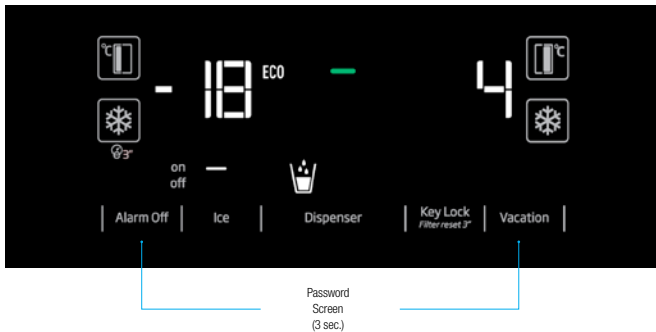 °C
-18
ECO
4
°C
3"
on
off
Alarm Off
Ice
Dispenser
Key Lock
Filter reset 3"
Vacation
Password
Screen
(3 sec.)